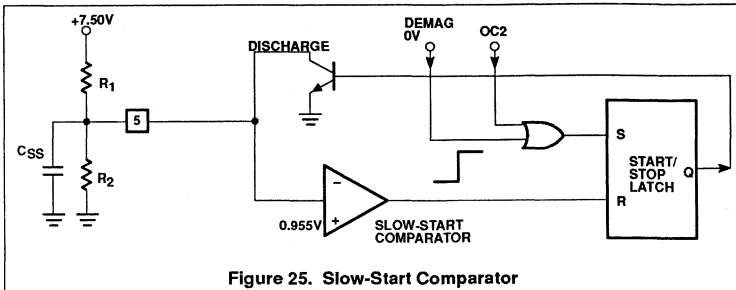 +7.50V
DEMAG
0V
OC2
DISCHARGE
R1
5
CSS
R2
S
START/
STOP
LATCH
Q
R
0.955V
−
+
SLOW-START
COMPARATOR
Figure 25. Slow-Start Comparator